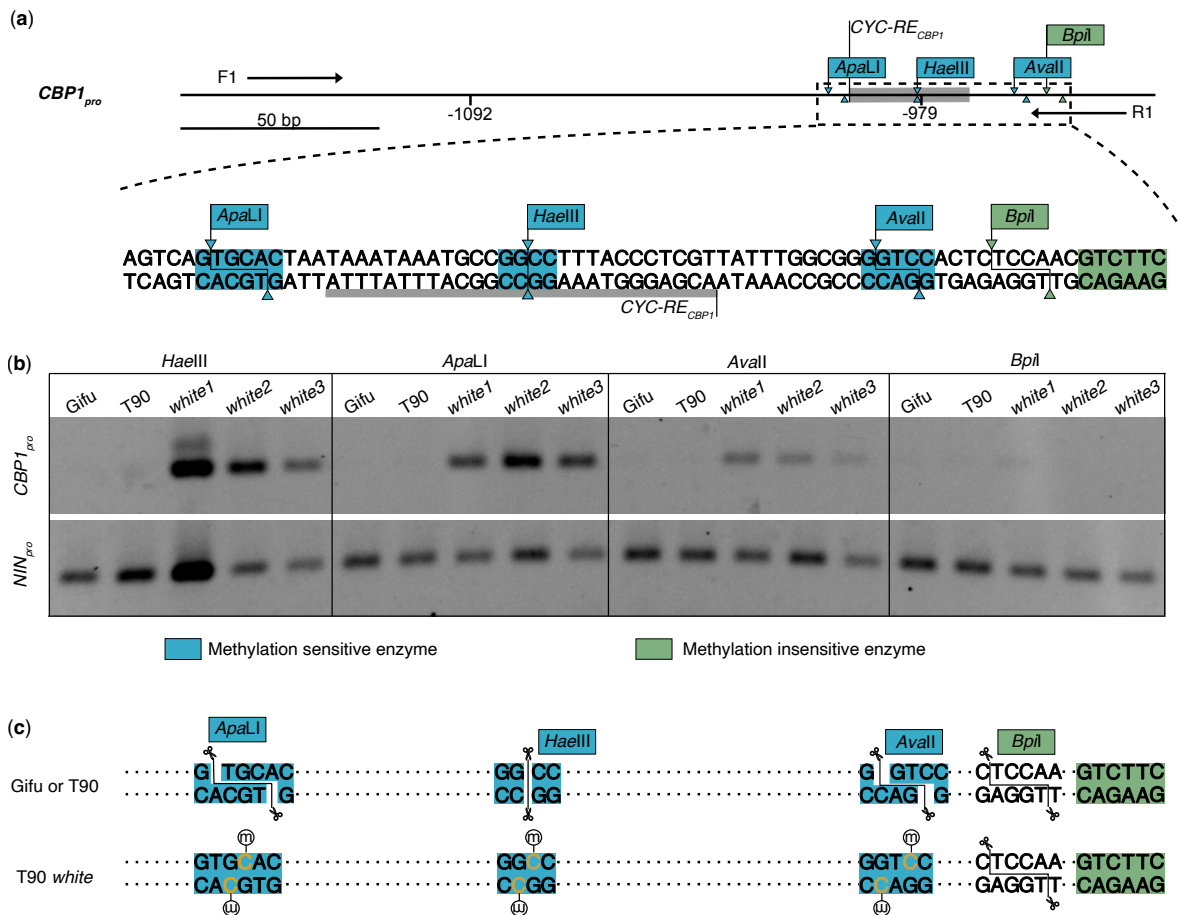 (a)
CYC-RE_CBP1
BpiI
ApaLI HaeIII AvaII
F1
CBP1pro
50 bp -1092 -979 R1
ApaLI HaeIII AvaII BpiI
AGTCAGTGCACTAATAAATAAATGCCGGCCTTTACCCTCGTTATTTGGCGGGGTCCACTCTCCAACGTCTTC
TCAGTCACGTGATTATTTATTTACGGCCGGAAATGGGAGCAATAAACCGCCCCAGGTGAGAGGTTGCAGAAG
CYC-RE_CBP1
(b)
HaeIII ApaLI AvaII BpiI
Gifu T90 white1 white2 white3 Gifu T90 white1 white2 white3 Gifu T90 white1 white2 white3 Gifu T90 white1 white2 white3
CBP1pro
NINpro
Methylation sensitive enzyme Methylation insensitive enzyme
(c)
ApaLI HaeIII AvaII BpiI
Gifu or T90 G TGCAC GG CC G GTCC CTCCAA GTCTTC
CACGT G CC GG CCAG G GAGGTT CAGAAG
m m m
T90 white GTGCAC GGCC GGTCC CTCCAA GTCTTC
CACGTG CCGG CCAGG GAGGTT CAGAAG
m m m